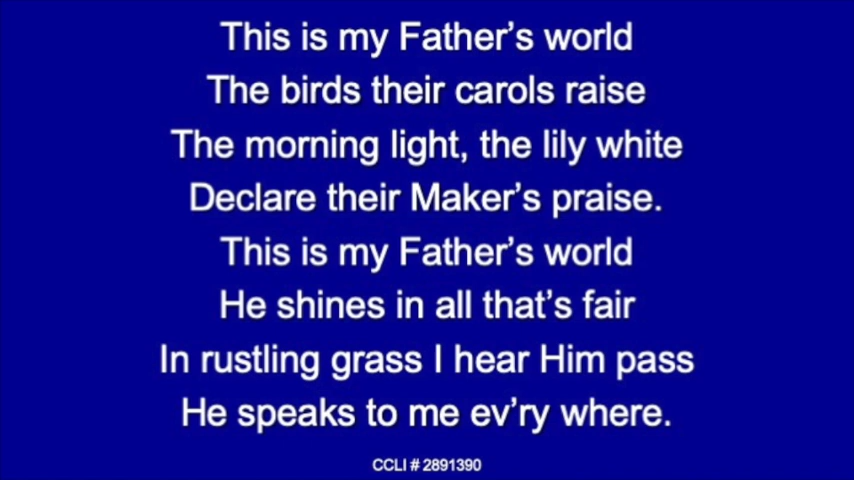 This is my Father’s world
The birds their carols raise
The morning light, the lily white
Declare their Maker’s praise.
This is my Father’s world
He shines in all that’s fair
In rustling grass I hear Him pass
He speaks to me ev’ry where.
CCLI # 2891390